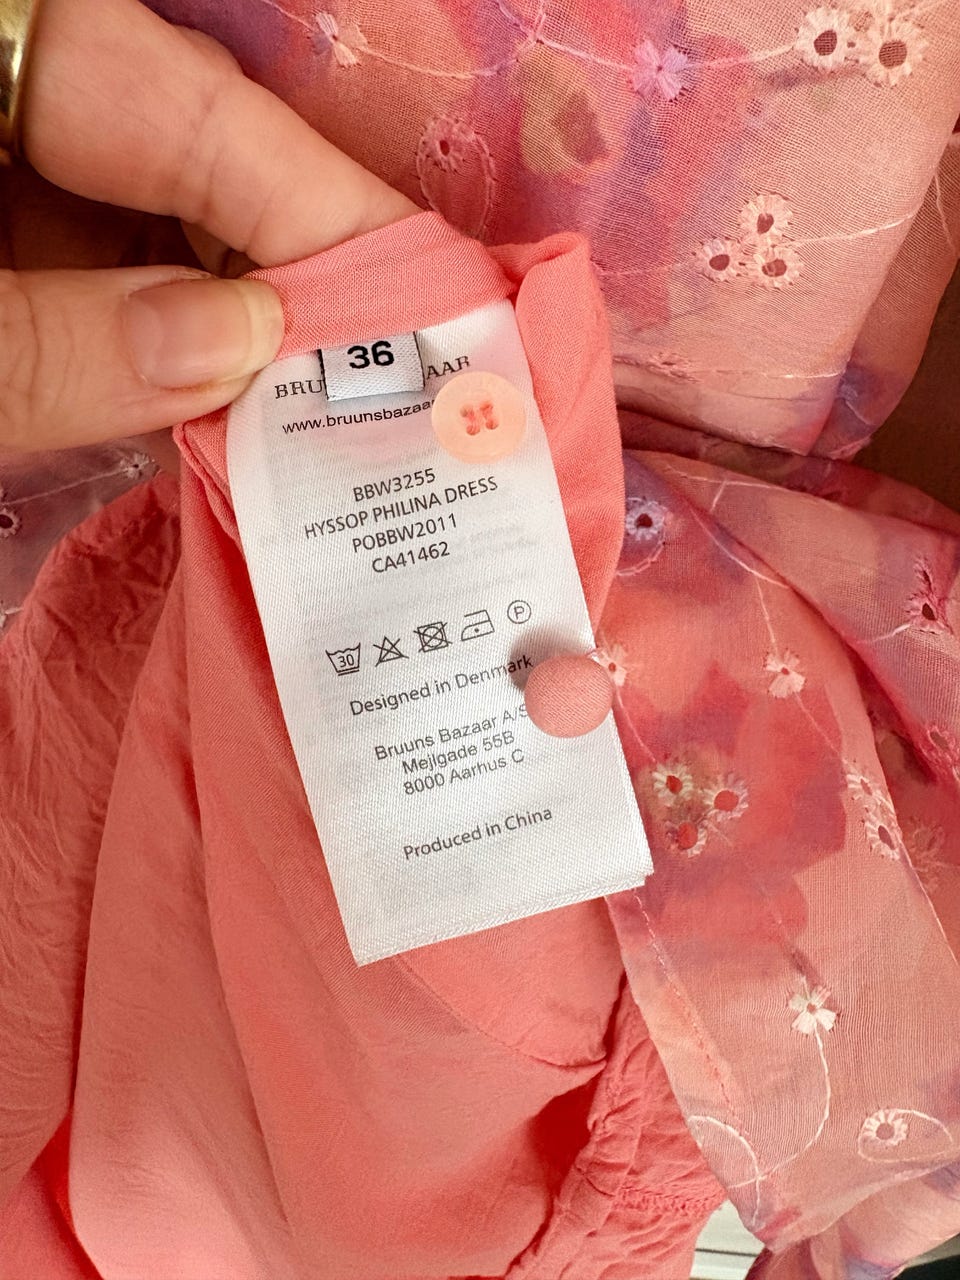 36
BRU AAR
www.bruunsbazaar
BBW3255
HYSSOP PHILINA DRESS
POBBW2011
CA41462
30 P
Designed in Denmark
Bruuns Bazaar A/S
Mejlgade 55B
8000 Aarhus C
Produced in China